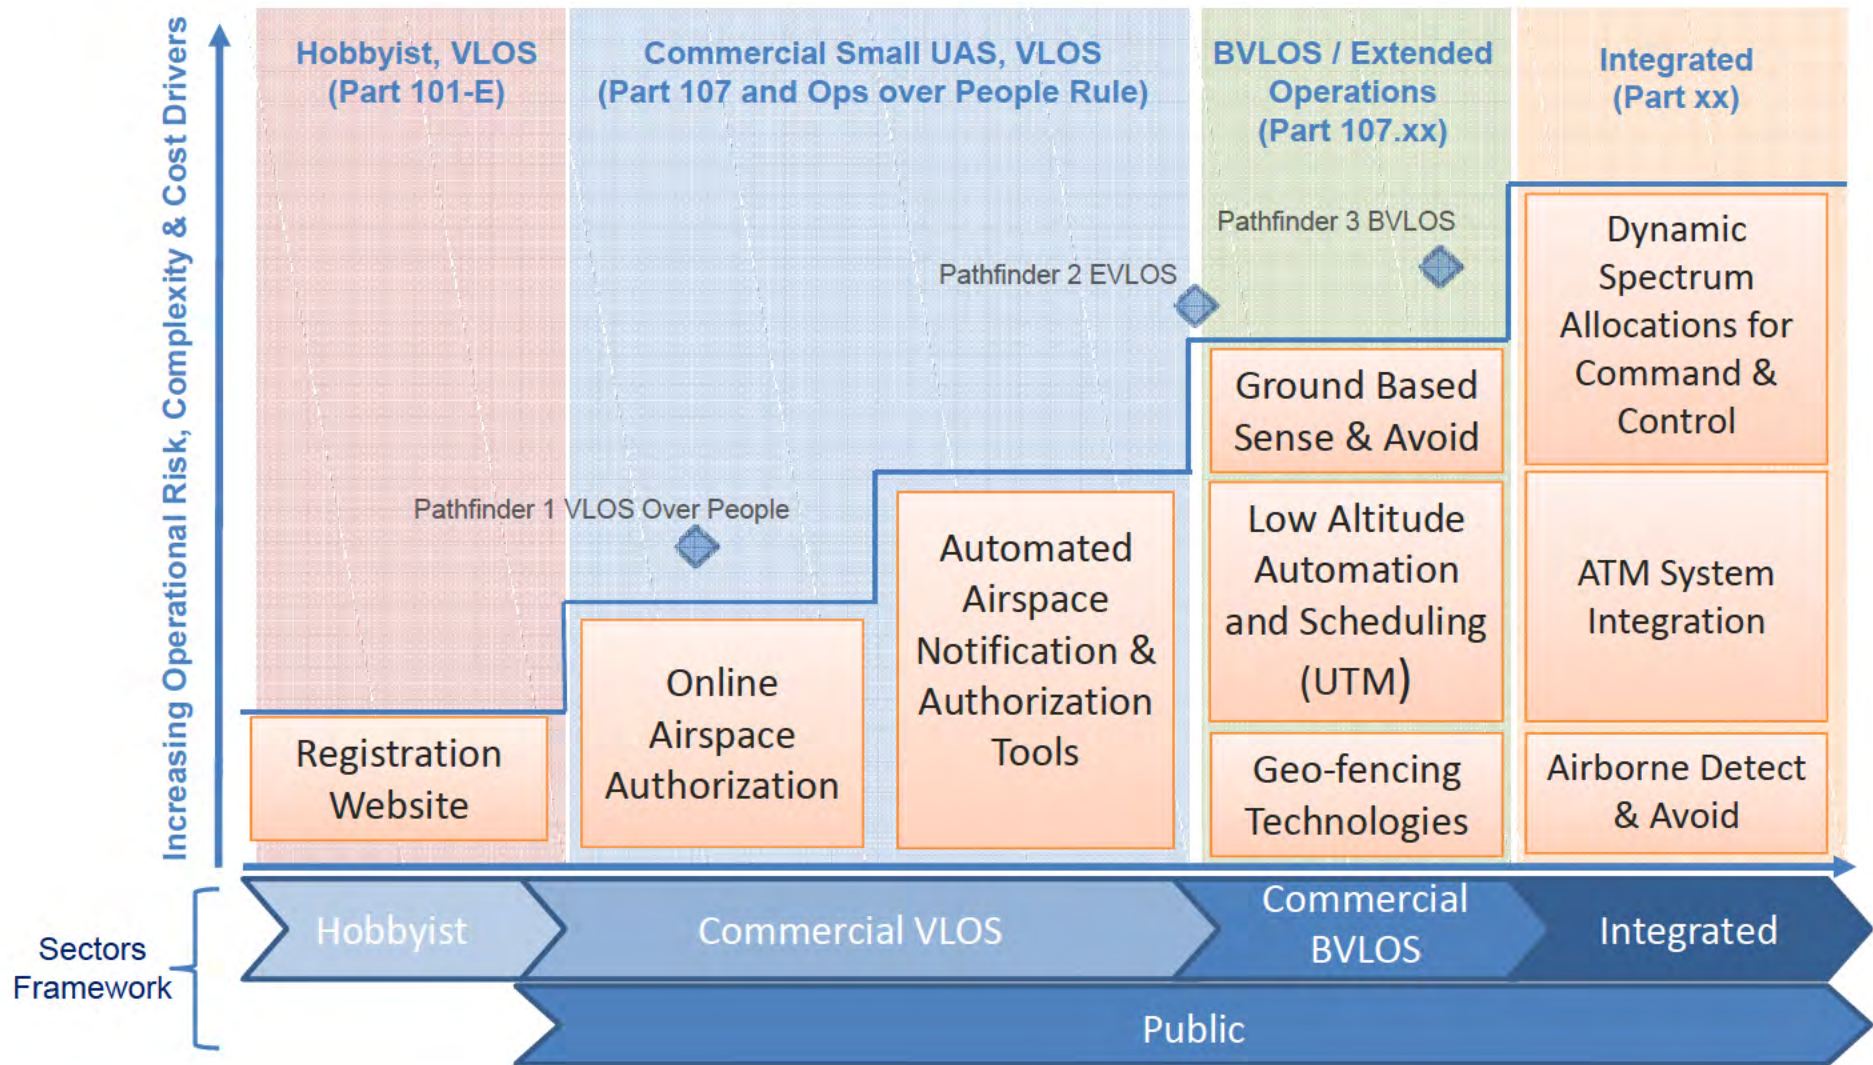 Increasing Operational Risk, Complexity & Cost Drivers
Hobbyist, VLOS
(Part 101-E)
Commercial Small UAS, VLOS
(Part 107 and Ops over People Rule)
BVLOS / Extended
Operations
(Part 107.xx)
Integrated
(Part xx)
Pathfinder 1 VLOS Over People
Pathfinder 2 EVLOS
Pathfinder 3 BVLOS
Registration
Website
Online
Airspace
Authorization
Automated
Airspace
Notification &
Authorization
Tools
Ground Based
Sense & Avoid
Low Altitude
Automation
and Scheduling
(UTM)
Geo-fencing
Technologies
Dynamic
Spectrum
Allocations for
Command &
Control
ATM System
Integration
Airborne Detect
& Avoid
Sectors
Framework
Hobbyist
Commercial VLOS
Commercial
BVLOS
Integrated
Public